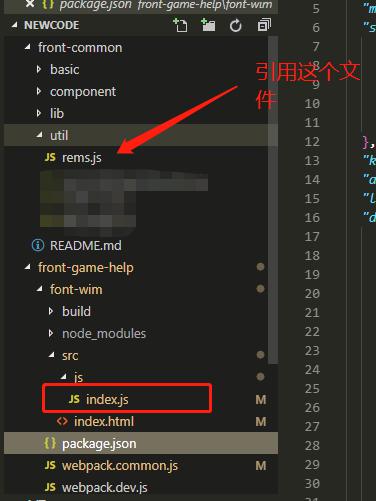 package.json front-game-help\font-wim
NEWCODE
front-common
basic
component
lib
util
JS rems.js
README.md
front-game-help
font-wim
build
node_modules
src
js
JS index.js M
<> index.html M
{} package.json
webpack.common.js M
webpack.dev.js M
引用这个文
件
5 "m
6 "s
7
8
9
10
11
12 },
13 "k
14 "a
15 "l
16 "d
17
18
19
20
21
22
23
24
25
26
27
28
29
30
31